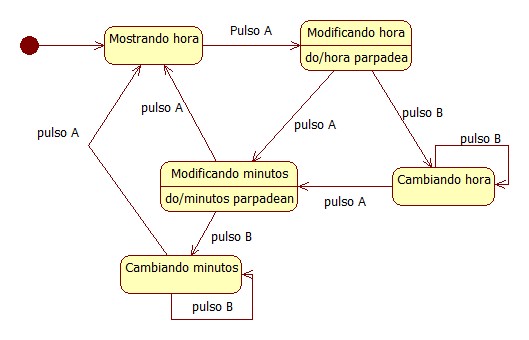 Mostrando hora
Pulso A
Modificando hora
do/hora parpadea
pulso A
pulso A
pulso B
pulso A
pulso B
Modificando minutos
do/minutos parpadean
pulso A
Cambiando hora
pulso B
Cambiando minutos
pulso B